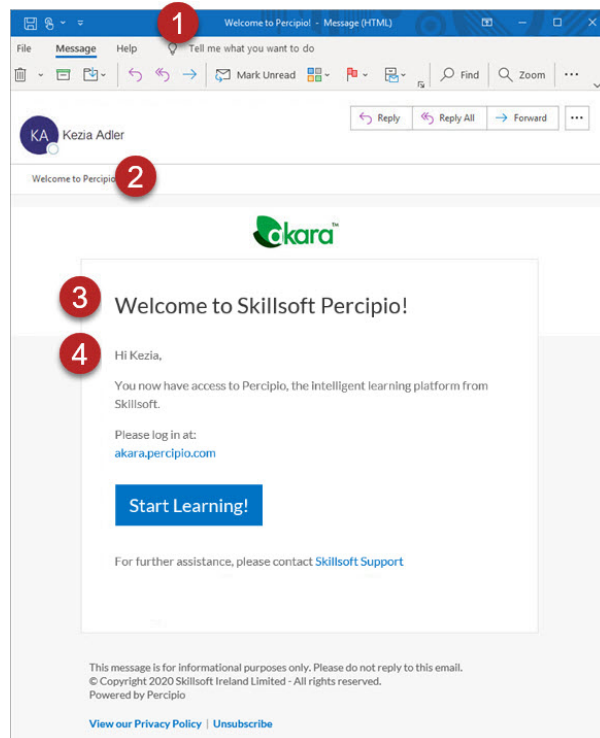 1
Welcome to Percipio! - Message (HTML)
File Message Help Tell me what you want to do
Mark Unread Find Zoom ...
KA Kezia Adler Reply Reply All Forward ...
Welcome to Percipio 2
akara™
3 Welcome to Skillsoft Percipio!
4 Hi Kezia,
You now have access to Percipio, the intelligent learning platform from
Skillsoft.
Please log in at:
akara.percipio.com
Start Learning!
For further assistance, please contact Skillsoft Support
This message is for informational purposes only. Please do not reply to this email.
© Copyright 2020 Skillsoft Ireland Limited - All rights reserved.
Powered by Percipio
View our Privacy Policy | Unsubscribe